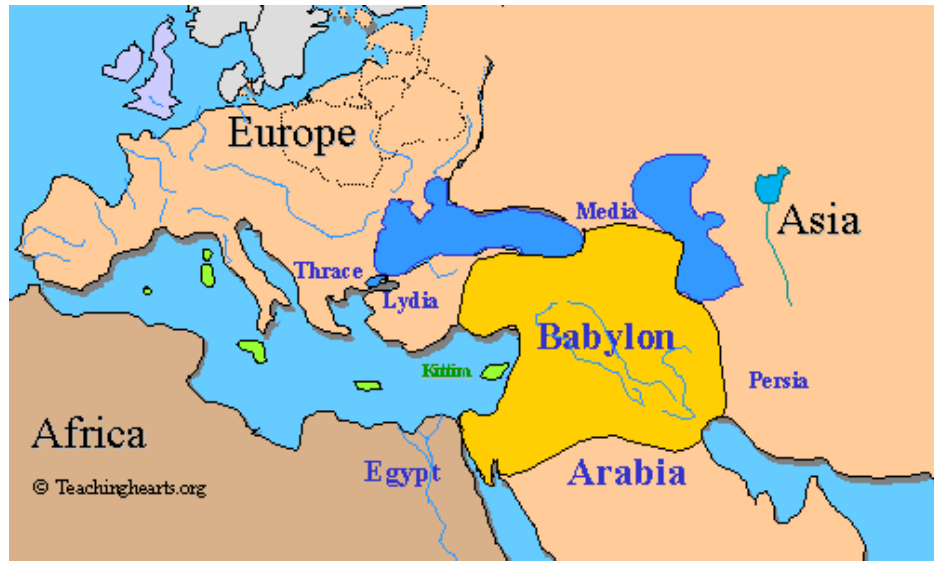 Europe
Media
Asia
Thrace
Lydia
Babylon
Kittim
Persia
Africa
Egypt
Arabia
© Teachinghearts.org